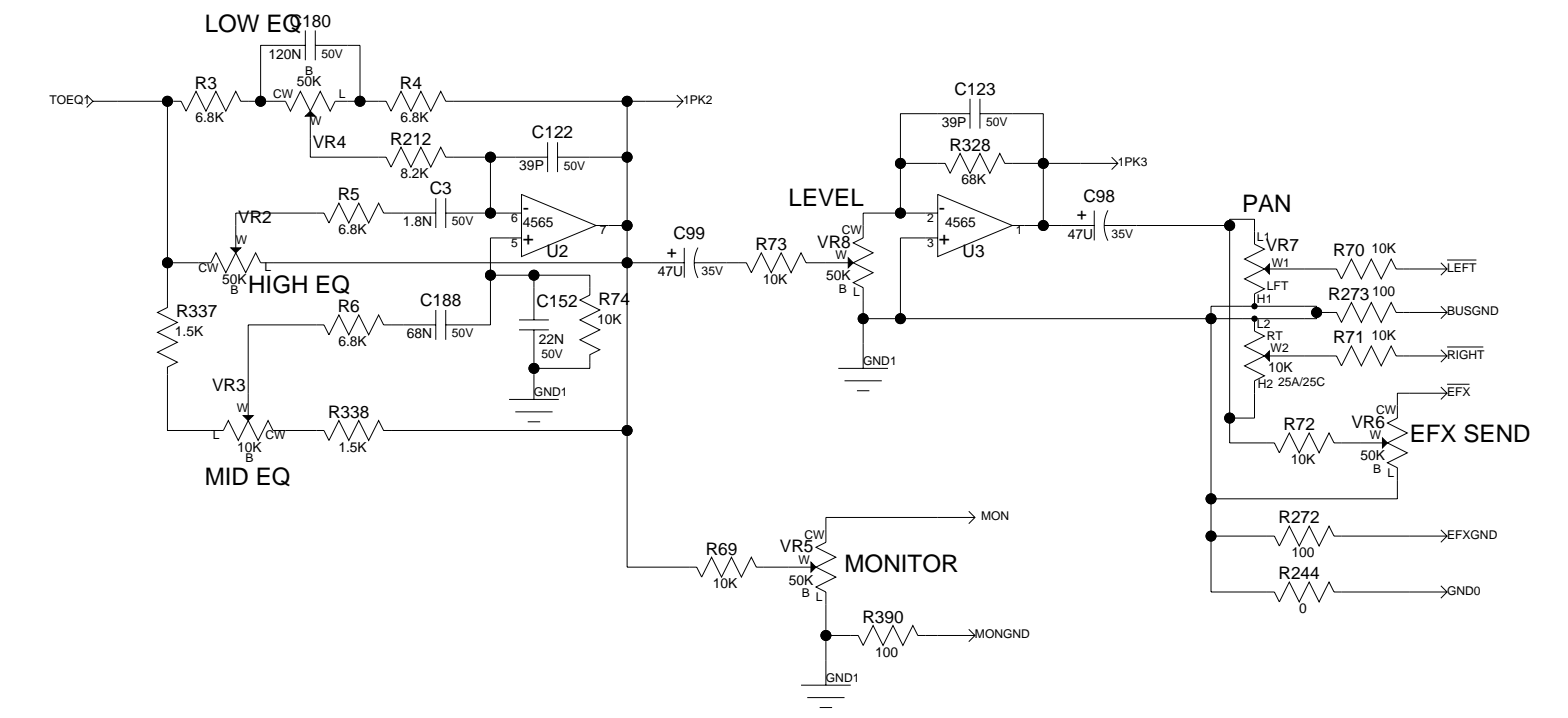 LOW EQ
C180
120N 50V
B
50K
CW L
W
VR4
TOEQ1
R3
6.8K
R4
6.8K
1PK2
R212
8.2K
C122
39P 50V
R5
6.8K
C3
1.8N 50V
6 -
5 +
4565
7
U2
VR2
W
CW L
50K
B
HIGH EQ
R337
1.5K
R6
6.8K
C188
68N 50V
C152
22N
50V
R74
10K
GND1
VR3
W
L CW
10K
B
MID EQ
R338
1.5K
C99
+
47U 35V
R73
10K
LEVEL
CW
VR8
W
50K
B L
GND1
C123
39P 50V
R328
68K
1PK3
2 -
3 +
4565
1
U3
C98
+
47U 35V
PAN
L1
VR7
W1
LFT
H1
L2
RT
W2
10K
H2 25A/25C
R70 10K
LEFT
R273 100
BUSGND
R71 10K
RIGHT
EFX
CW
VR6
W
50K
B L
EFX SEND
R72
10K
R272
100
EFXGND
R244
0
GND0
MON
R69
10K
CW
VR5
W
50K
B L
MONITOR
R390
100
MONGND
GND1